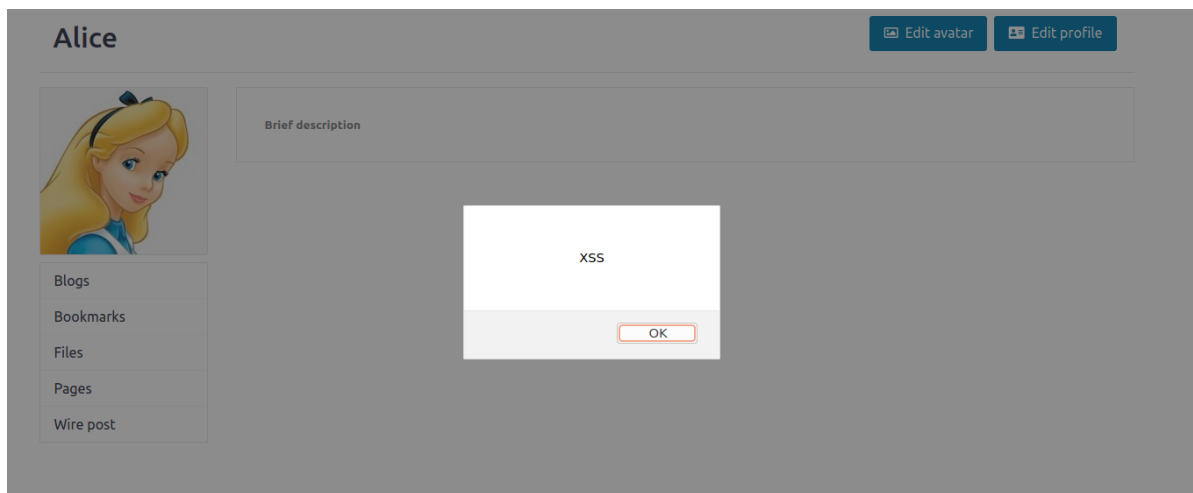 Alice
Edit avatar
Edit profile
Brief description
xss
OK
Blogs
Bookmarks
Files
Pages
Wire post